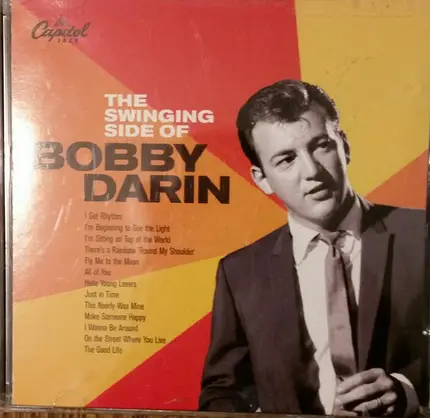 Capitol
JAZZ
THE
SWINGING
SIDE OF
BOBBY
DARIN
I Got Rhythm
I'm Beginning to See the Light
I'm Sitting on Top of the World
There's a Rainbow 'Round My Shoulder
Fly Me to the Moon
All of You
Hello Young Lovers
Just in Time
This Nearly Was Mine
Make Someone Happy
I Wanna Be Around
On the Street Where You Live
The Good Life